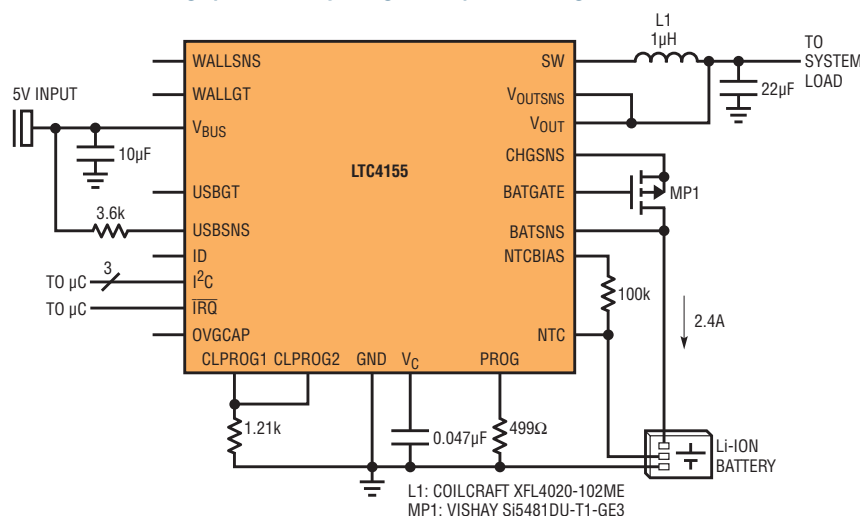 L1
1µH
TO
SYSTEM
LOAD
WALLSNS
SW
5V INPUT
WALLGT
VOUTSNS
22µF
VBUS
VOUT
10µF
CHGSNS
LTC4155
USBGT
BATGATE
MP1
3.6k
USBSNS
BATSNS
ID
NTCBIAS
TO µC
3
I²C
100k
TO µC
IRQ
2.4A
OVGCAP
NTC
CLPROG1
CLPROG2
GND
VC
PROG
1.21k
0.047µF
499Ω
Li-ION
BATTERY
L1: COILCRAFT XFL4020-102ME
MP1: VISHAY Si5481DU-T1-GE3